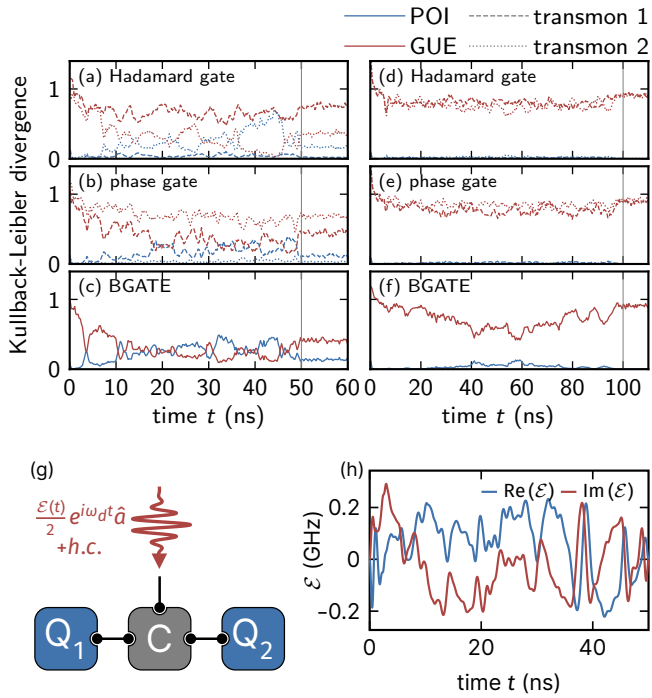 POI
transmon 1
GUE
transmon 2
Kullback-Leibler divergence
(a) Hadamard gate
(d) Hadamard gate
1
0
(b) phase gate
(e) phase gate
1
0
(c) BGATE
(f) BGATE
1
0
0 10 20 30 40 50 60
0 20 40 60 80 100
time t (ns)
time t (ns)
(g)
ℰ(t)/2 e^{iω_d t} â
+h.c.
Q₁
C
Q₂
(h)
Re(ℰ)
Im(ℰ)
ℰ (GHz)
0.2
0
−0.2
0 20 40
time t (ns)